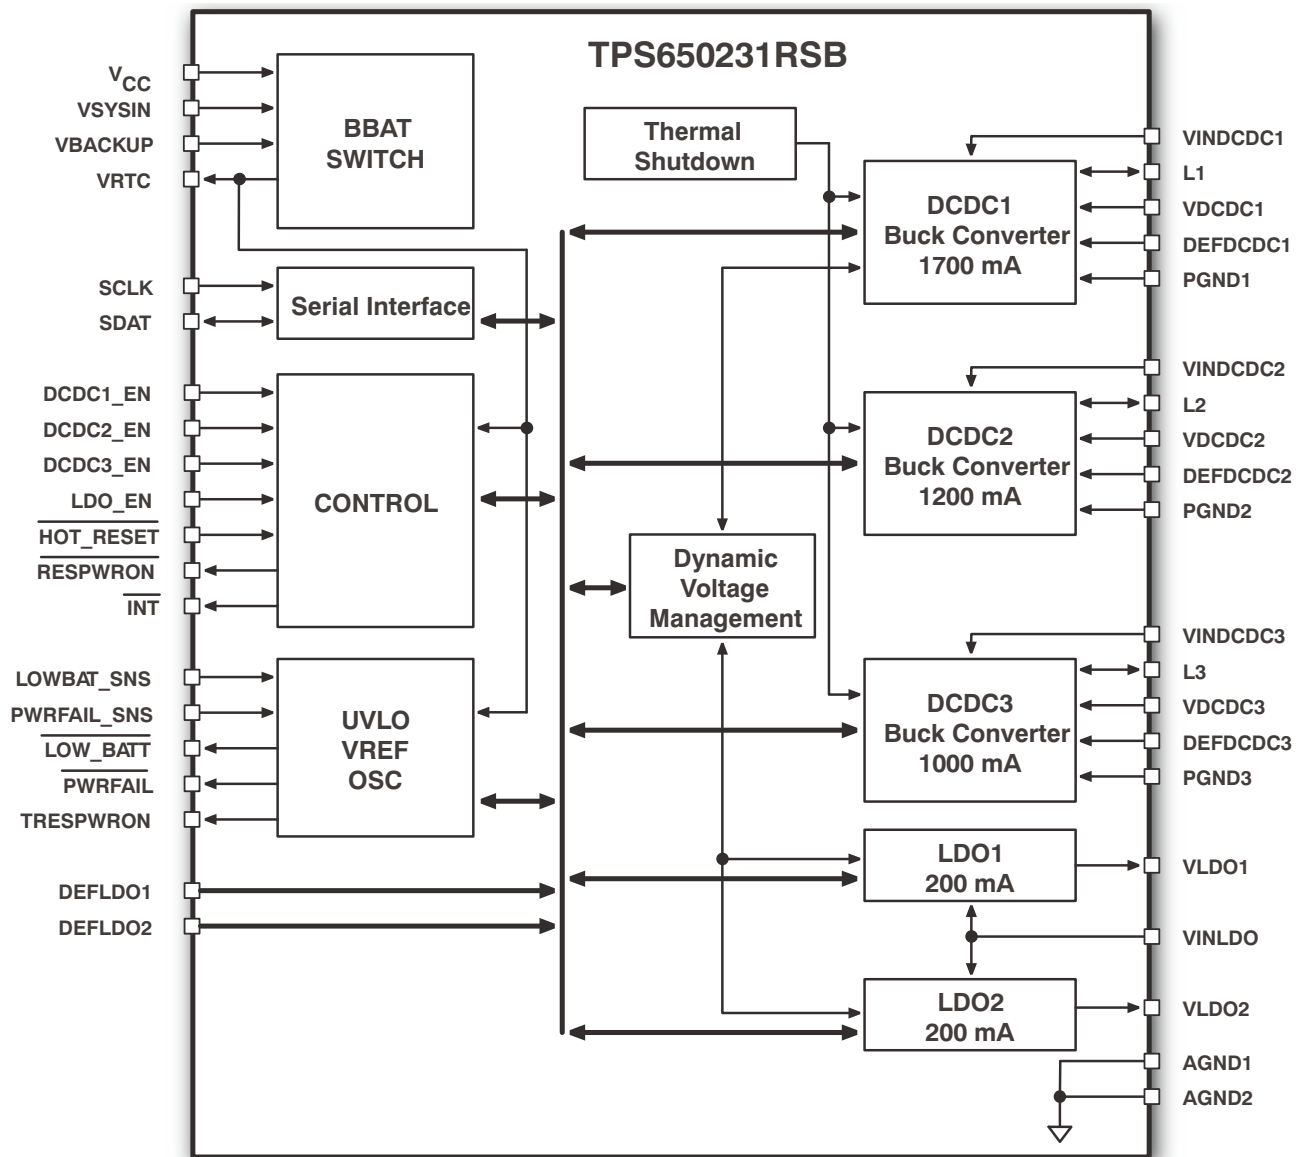 TPS650231RSB
VCC
VSYSIN
VBACKUP
VRTC
BBAT
SWITCH
SCLK
SDAT
Serial Interface
DCDC1_EN
DCDC2_EN
DCDC3_EN
LDO_EN
HOT_RESET
RESPWRON
INT
CONTROL
LOWBAT_SNS
PWRFAIL_SNS
LOW_BATT
PWRFAIL
TRESPWRON
UVLO
VREF
OSC
DEFLDO1
DEFLDO2
Thermal
Shutdown
Dynamic
Voltage
Management
DCDC1
Buck Converter
1700 mA
VINDCDC1
L1
VDCDC1
DEFDCDC1
PGND1
DCDC2
Buck Converter
1200 mA
VINDCDC2
L2
VDCDC2
DEFDCDC2
PGND2
DCDC3
Buck Converter
1000 mA
VINDCDC3
L3
VDCDC3
DEFDCDC3
PGND3
LDO1
200 mA
VLDO1
VINLDO
LDO2
200 mA
VLDO2
AGND1
AGND2